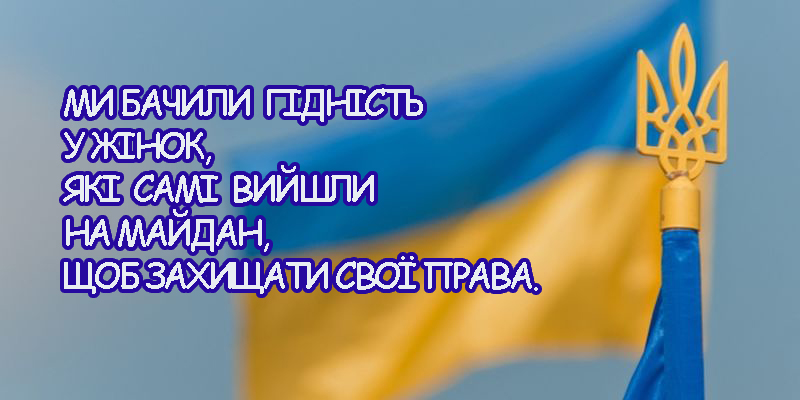 МИ БАЧИЛИ ГІДНІСТЬ
У ЖІНОК,
ЯКІ САМІ ВИЙШЛИ
НА МАЙДАН,
ЩОБ ЗАХИЩАТИ СВОЇ ПРАВА.